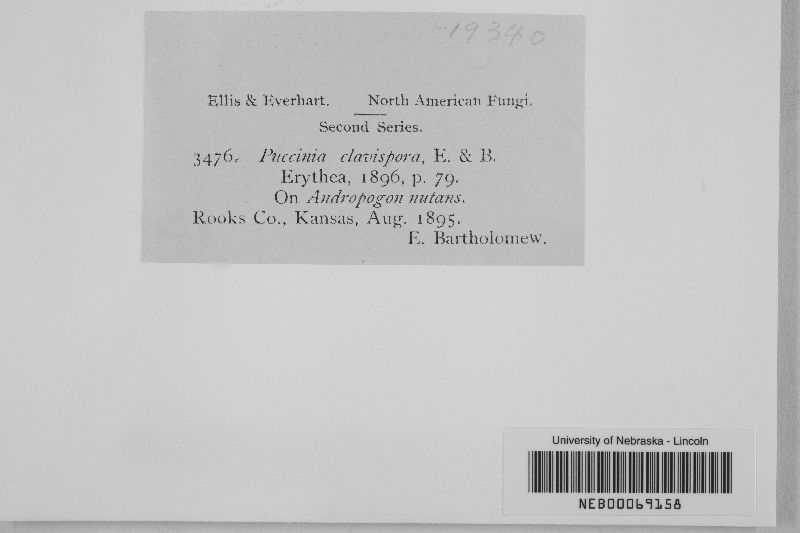 19340
Ellis & Everhart. North American Fungi.
Second Series.
3476. Puccinia clavispora, E. & B.
Erythea, 1896, p. 79.
On Andropogon nutans.
Rooks Co., Kansas, Aug. 1895.
E. Bartholomew.
University of Nebraska - Lincoln
NEB00069158